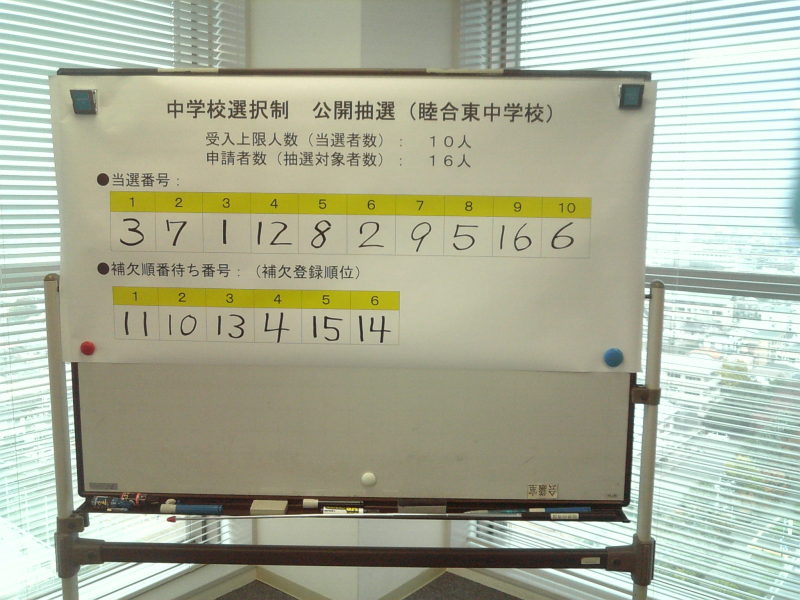 中学校選択制　公開抽選（睦合東中学校）
受入上限人数（当選者数）：　１０人
申請者数（抽選対象者数）：　１６人
●当選番号：
1 2 3 4 5 6 7 8 9 10
3 7 1 12 8 2 9 5 16 6
●補欠順番待ち番号：（補欠登録順位）
1 2 3 4 5 6
11 10 13 4 15 14
会議室